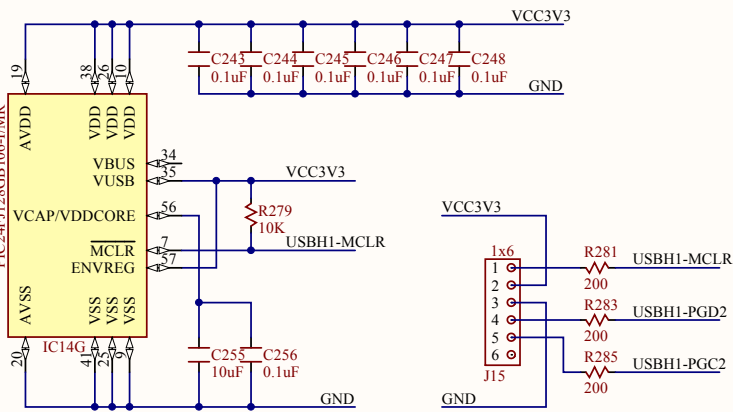 VCC3V3
19
38
26
10
C243
C244
C245
C246
C247
C248
0.1uF
0.1uF
0.1uF
0.1uF
0.1uF
0.1uF
GND
AVDD
VDD
VDD
VDD
VBUS
34
VUSB
35
VCC3V3
VCAP/VDDCORE
56
R279
10K
MCLR
7
USBH1-MCLR
ENVREG
57
AVSS
VSS
VSS
VSS
IC14G
20
41
25
9
C255
10uF
C256
0.1uF
GND
VCC3V3
1x6
1
2
3
4
5
6
J15
R281
200
USBH1-MCLR
R283
200
USBH1-PGD2
R285
200
USBH1-PGC2
GND